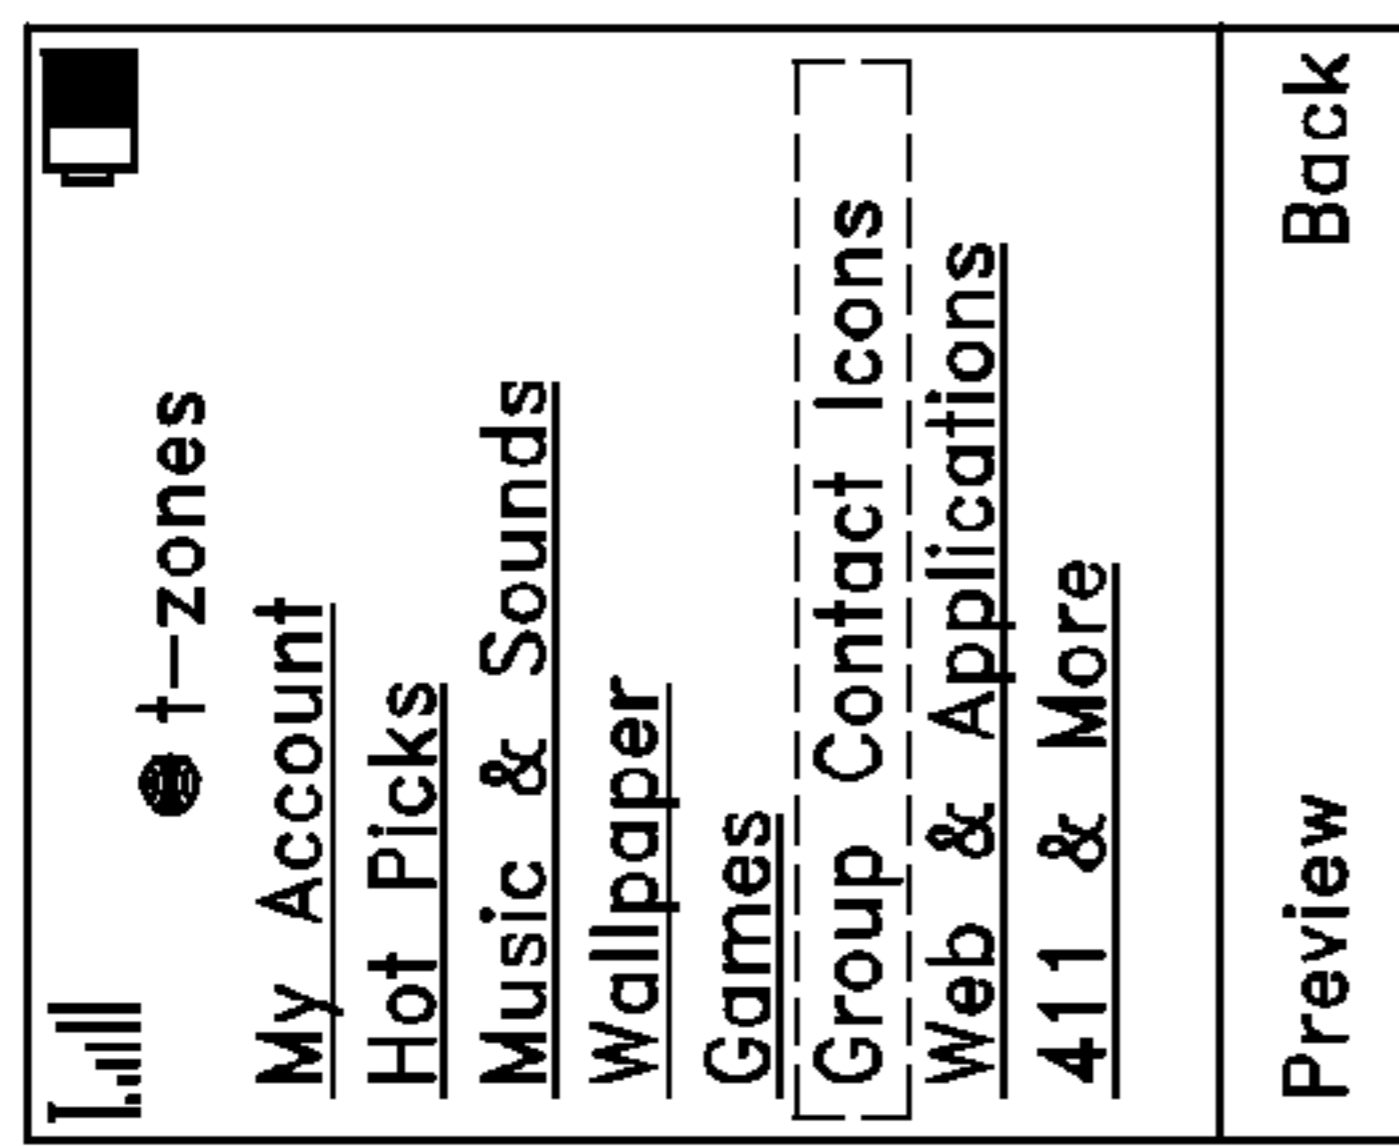 t-zones
My Account
Hot Picks
Music & Sounds
Wallpaper
Games
Group Contact Icons
Web & Applications
411 & More
Preview Back